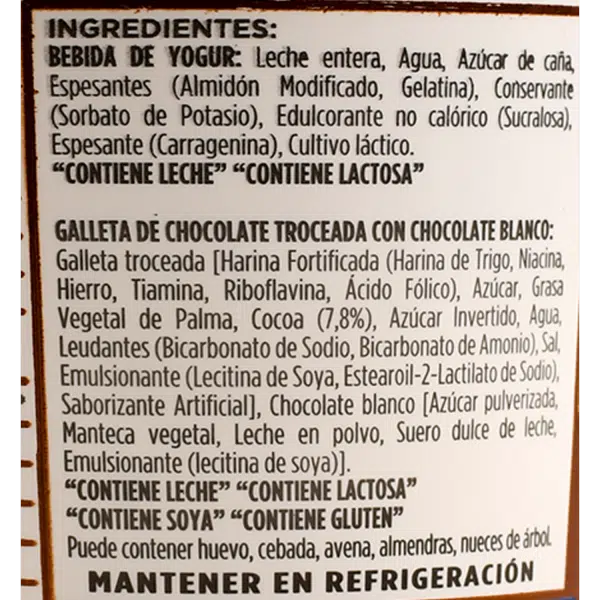 INGREDIENTES:
BEBIDA DE YOGUR: Leche entera, Agua, Azúcar de caña,
Espesantes (Almidón Modificado, Gelatina), Conservante
(Sorbato de Potasio), Edulcorante no calórico (Sucralosa),
Espesante (Carragenina), Cultivo láctico.
“CONTIENE LECHE” “CONTIENE LACTOSA”
GALLETA DE CHOCOLATE TROCEADA CON CHOCOLATE BLANCO:
Galleta troceada [Harina Fortificada (Harina de Trigo, Niacina,
Hierro, Tiamina, Riboflavina, Ácido Fólico), Azúcar, Grasa
Vegetal de Palma, Cocoa (7,8%), Azúcar Invertido, Agua,
Leudantes (Bicarbonato de Sodio, Bicarbonato de Amonio), Sal,
Emulsionante (Lecitina de Soya, Estearoil-2-Lactilato de Sodio),
Saborizante Artificial], Chocolate blanco [Azúcar pulverizada,
Manteca vegetal, Leche en polvo, Suero dulce de leche,
Emulsionante (lecitina de soya)].
“CONTIENE LECHE” “CONTIENE LACTOSA”
“CONTIENE SOYA” “CONTIENE GLUTEN”
Puede contener huevo, cebada, avena, almendras, nueces de árbol.
MANTENER EN REFRIGERACIÓN